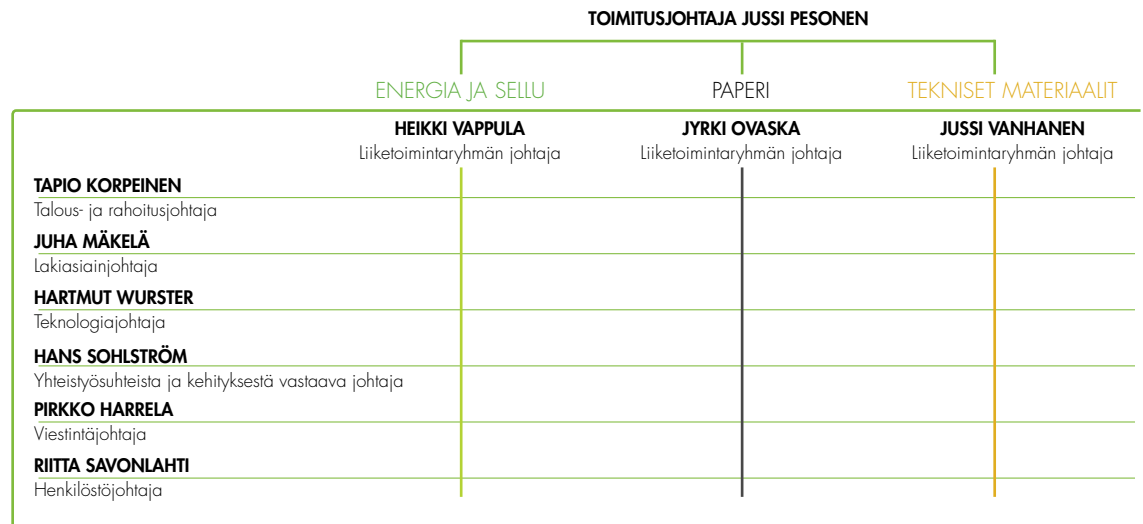 TOIMITUSJOHTAJA JUSSI PESONEN
ENERGIA JA SELLU
PAPERI
TEKNISET MATERIAALIT
HEIKKI VAPPULA
Liiketoimintaryhmän johtaja
JYRKI OVASKA
Liiketoimintaryhmän johtaja
JUSSI VANHANEN
Liiketoimintaryhmän johtaja
TAPIO KORPEINEN
Talous- ja rahoitusjohtaja
JUHA MÄKELÄ
Lakiasiainjohtaja
HARTMUT WURSTER
Teknologiajohtaja
HANS SOHLSTRÖM
Yhteistyösuhteista ja kehityksestä vastaava johtaja
PIRKKO HARRELA
Viestintäjohtaja
RIITTA SAVONLAHTI
Henkilöstöjohtaja